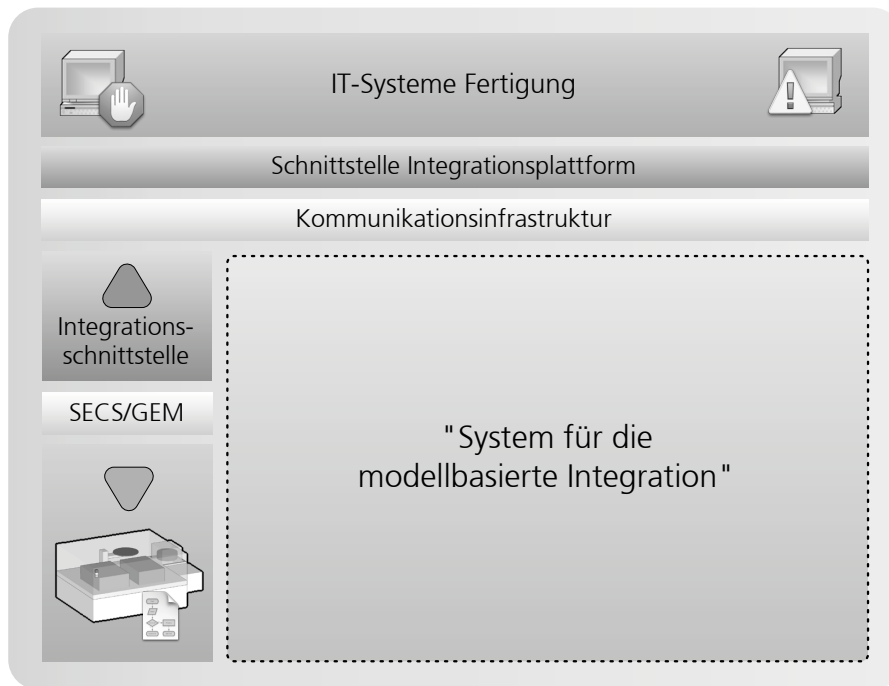 IT-Systeme Fertigung
Schnittstelle Integrationsplattform
Kommunikationsinfrastruktur
Integrations-
schnittstelle
SECS/GEM
"System für die
modellbasierte Integration"